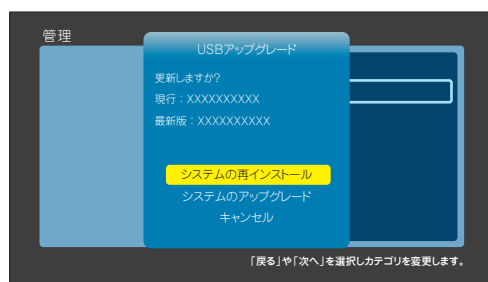 管理
USBアップグレード
更新しますか?
現行：XXXXXXXXXX
最新版：XXXXXXXXXX
システムの再インストール
システムのアップグレード
キャンセル
「戻る」や「次へ」を選択しカテゴリを変更します。